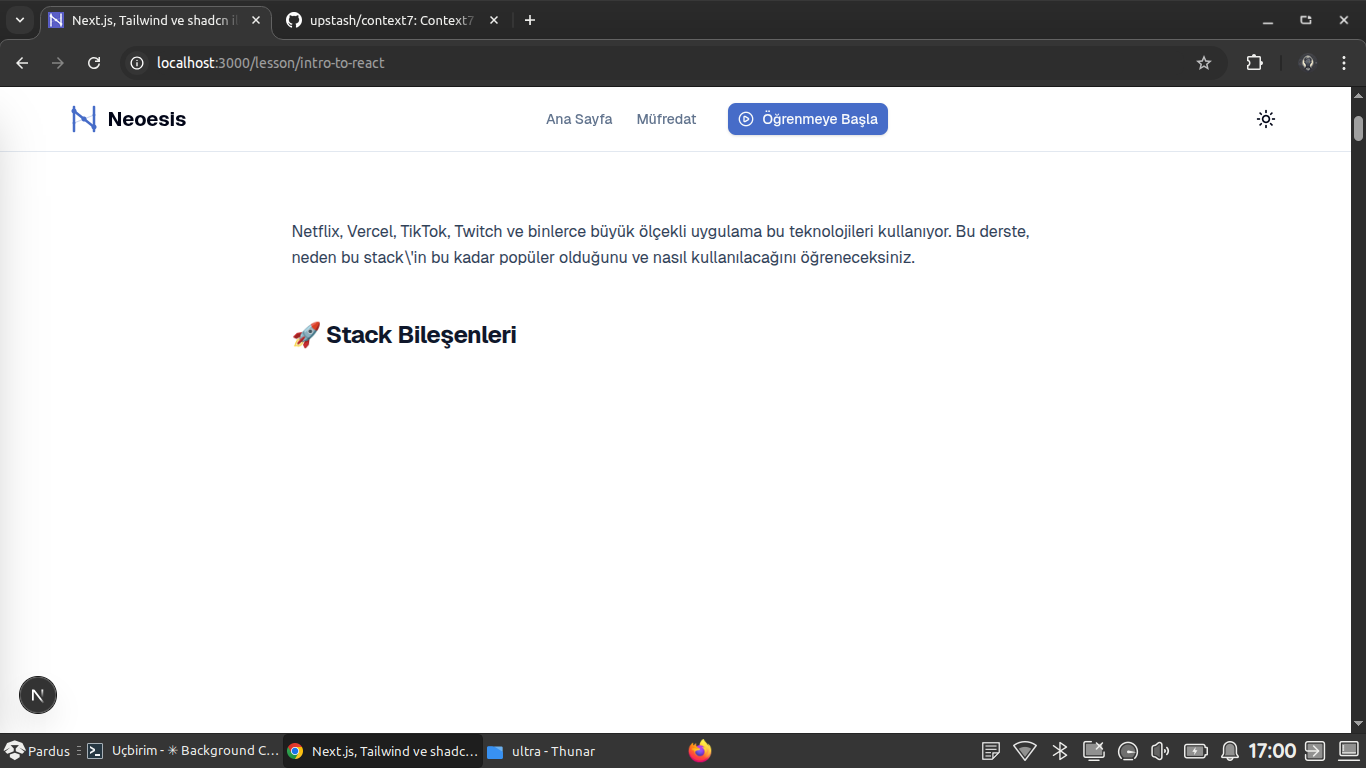 Next.js, Tailwind ve shadcn il
upstash/context7: Context7
localhost:3000/lesson/intro-to-react
Neoesis
Ana Sayfa
Müfredat
Öğrenmeye Başla
Netflix, Vercel, TikTok, Twitch ve binlerce büyük ölçekli uygulama bu teknolojileri kullanıyor. Bu derste,
neden bu stack\'in bu kadar popüler olduğunu ve nasıl kullanılacağını öğreneceksiniz.
🚀 Stack Bileşenleri
N
Pardus
Uçbirim - ✳ Background C...
Next.js, Tailwind ve shadc...
ultra - Thunar
17:00